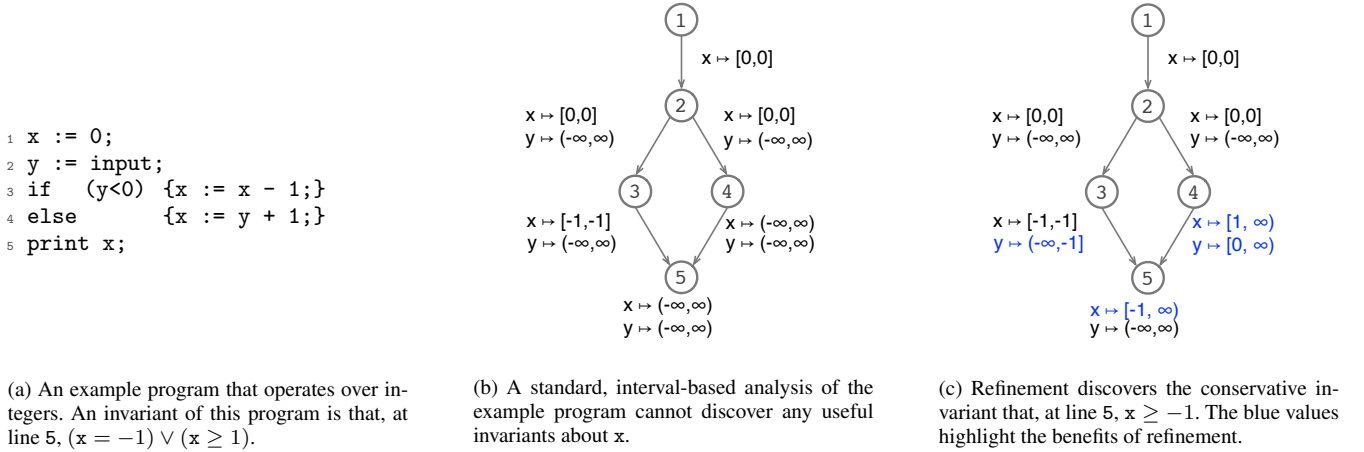 1 x := 0;
2 y := input;
3 if (y<0) {x := x - 1;}
4 else {x := y + 1;}
5 print x;
(a) An example program that operates over in-
tegers. An invariant of this program is that, at
line 5, (x = −1) ∨ (x ≥ 1).
1
x ↦ [0,0]
2
x ↦ [0,0] x ↦ [0,0]
y ↦ (-∞,∞) y ↦ (-∞,∞)
3 4
x ↦ [-1,-1] x ↦ (-∞,∞)
y ↦ (-∞,∞) y ↦ (-∞,∞)
5
x ↦ (-∞,∞)
y ↦ (-∞,∞)
(b) A standard, interval-based analysis of the
example program cannot discover any useful
invariants about x.
1
x ↦ [0,0]
2
x ↦ [0,0] x ↦ [0,0]
y ↦ (-∞,∞) y ↦ (-∞,∞)
3 4
x ↦ [-1,-1] x ↦ [1, ∞)
y ↦ (-∞,-1] y ↦ [0, ∞)
5
x ↦ [-1, ∞)
y ↦ (-∞,∞)
(c) Refinement discovers the conservative in-
variant that, at line 5, x ≥ −1. The blue values
highlight the benefits of refinement.